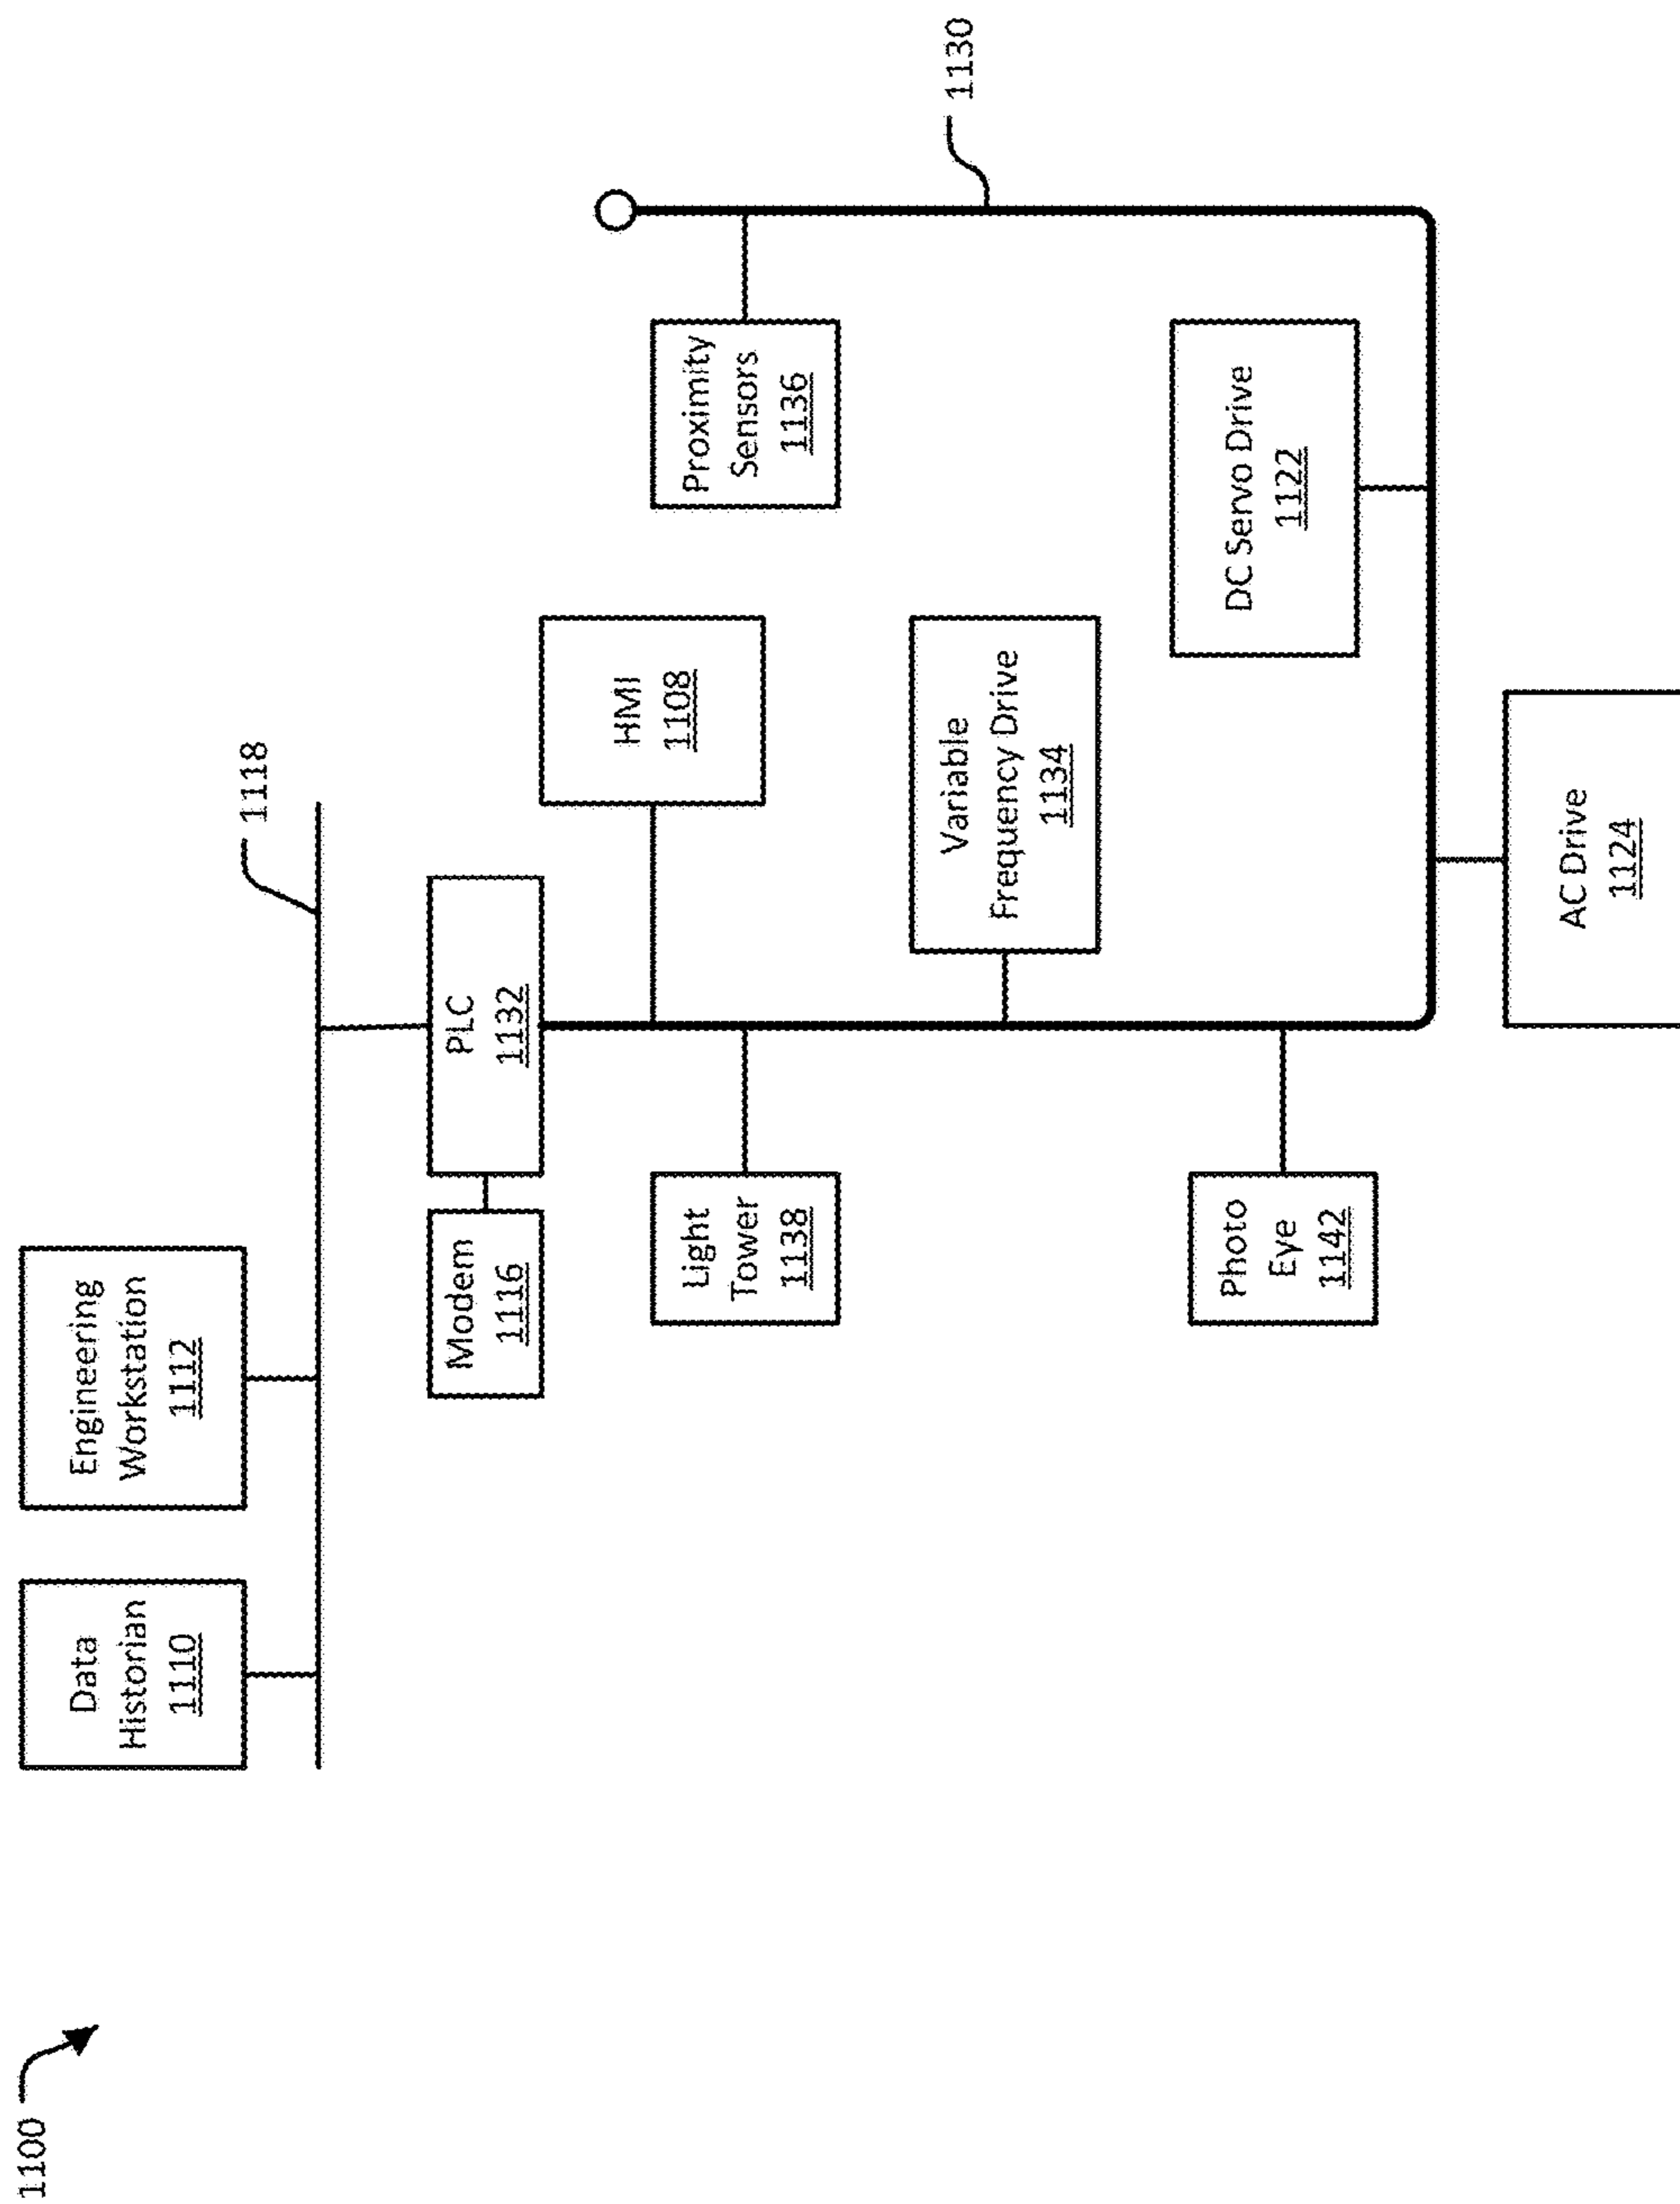 1100
Data
Historian
1110
Engineering
Workstation
1112
1118
Modem
1116
PLC
1132
HMI
1108
Light
Tower
1138
Proximity
Sensors
1136
1130
Variable
Frequency Drive
1134
Photo
Eye
1142
DC Servo Drive
1122
AC Drive
1124